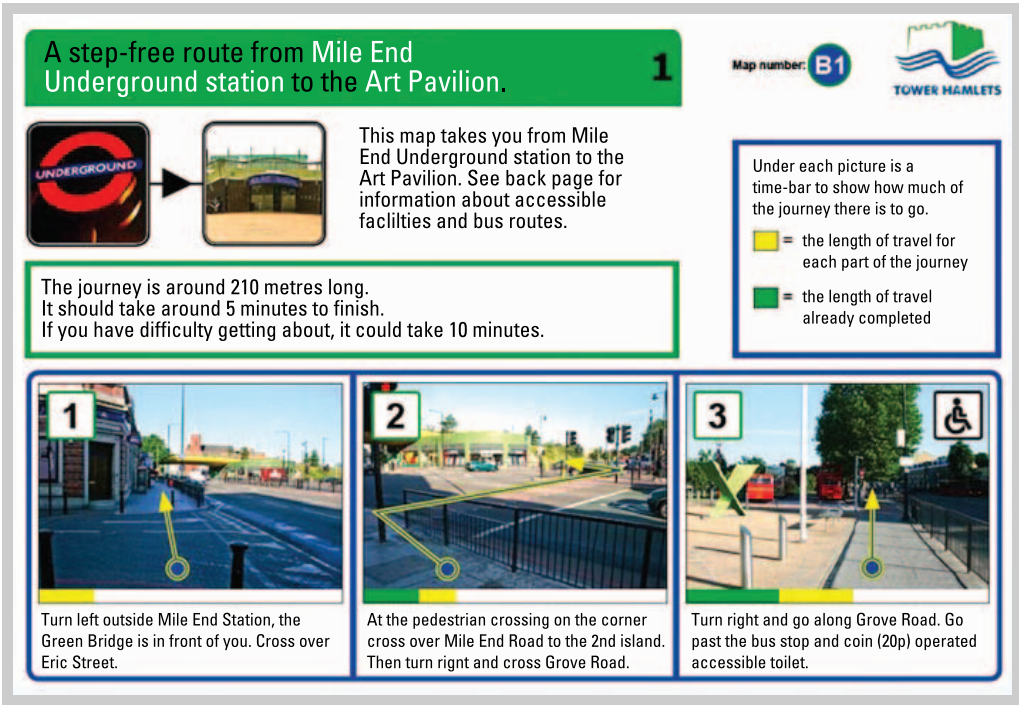 A step-free route from Mile End
Underground station to the Art Pavilion.
1
Map number: B1
TOWER HAMLETS
UNDERGROUND
This map takes you from Mile
End Underground station to the
Art Pavilion. See back page for
information about accessible
faclilties and bus routes.
Under each picture is a
time-bar to show how much of
the journey there is to go.
= the length of travel for
each part of the journey
= the length of travel
already completed
The journey is around 210 metres long.
It should take around 5 minutes to finish.
If you have difficulty getting about, it could take 10 minutes.
1
2
3
Turn left outside Mile End Station, the
Green Bridge is in front of you. Cross over
Eric Street.
At the pedestrian crossing on the corner
cross over Mile End Road to the 2nd island.
Then turn rignt and cross Grove Road.
Turn right and go along Grove Road. Go
past the bus stop and coin (20p) operated
accessible toilet.